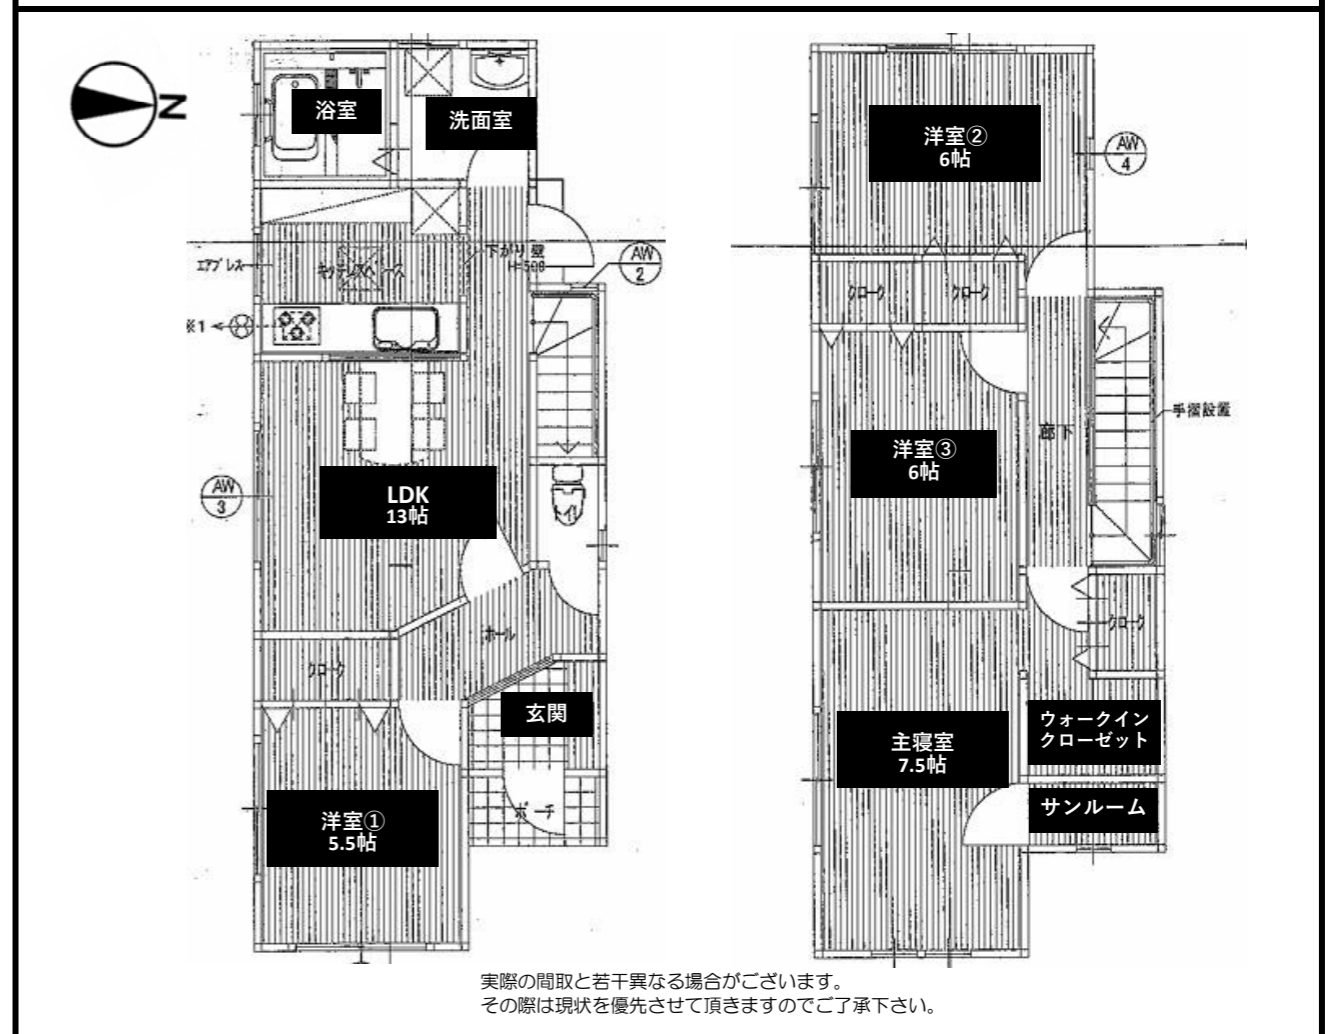 N
浴室
洗面室
エアブレス
キッチンスペース
下がり壁
H=500
AW
2
※1
AW
3
LDK
13帖
トイレ
ホール
クローク
玄関
ポーチ
洋室①
5.5帖
洋室②
6帖
AW
4
クローク
クローク
洋室③
6帖
廊下
手摺設置
クローク
主寝室
7.5帖
ウォークイン
クローゼット
サンルーム
実際の間取と若干異なる場合がございます。
その際は現状を優先させて頂きますのでご了承下さい。